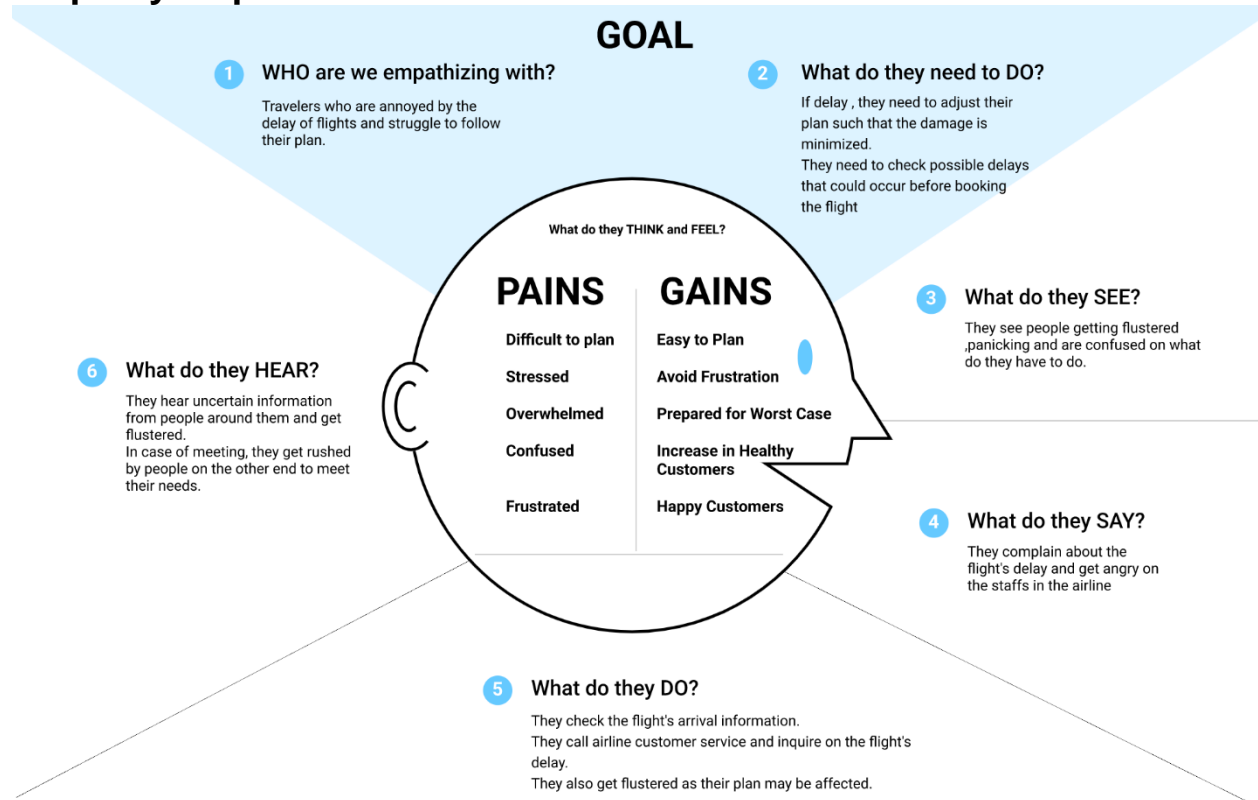 GOAL
1
WHO are we empathizing with?
Travelers who are annoyed by the
delay of flights and struggle to follow
their plan.
2
What do they need to DO?
If delay , they need to adjust their
plan such that the damage is
minimized.
They need to check possible delays
that could occur before booking
the flight
What do they THINK and FEEL?
PAINS
Difficult to plan
Stressed
Overwhelmed
Confused
Frustrated
GAINS
Easy to Plan
Avoid Frustration
Prepared for Worst Case
Increase in Healthy
Customers
Happy Customers
3
What do they SEE?
They see people getting flustered
,panicking and are confused on what
do they have to do.
4
What do they SAY?
They complain about the
flight's delay and get angry on
the staffs in the airline
5
What do they DO?
They check the flight's arrival information.
They call airline customer service and inquire on the flight's
delay.
They also get flustered as their plan may be affected.
6
What do they HEAR?
They hear uncertain information
from people around them and get
flustered.
In case of meeting, they get rushed
by people on the other end to meet
their needs.